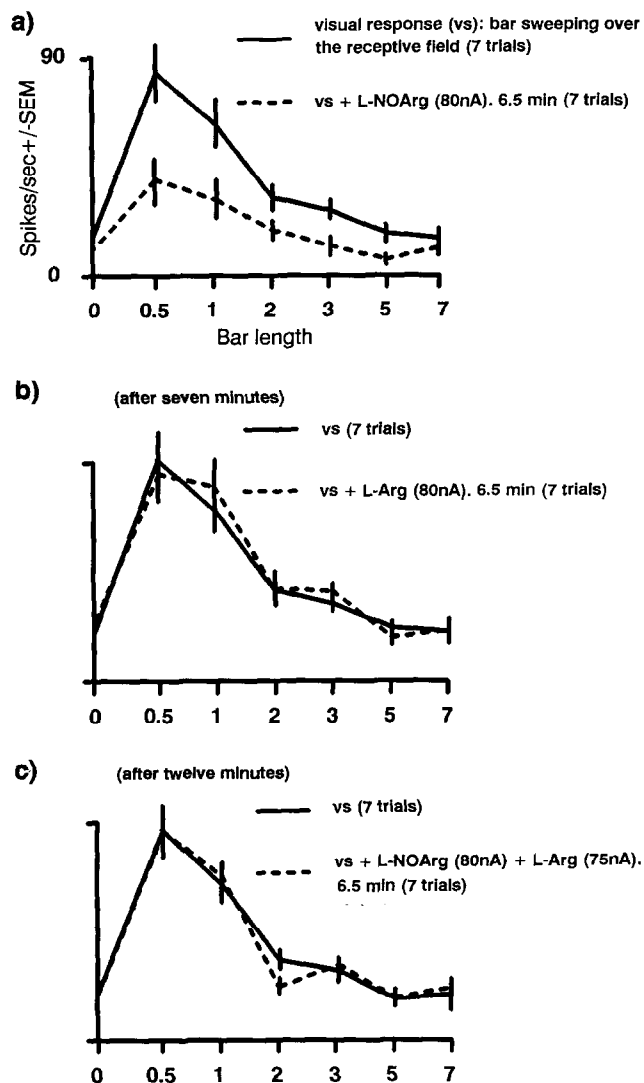 a)
visual response (vs): bar sweeping over
the receptive field (7 trials)
90
vs + L-NOArg (80nA). 6.5 min (7 trials)
Spikes/sec+/-SEM
0
0 0.5 1 2 3 5 7
Bar length
b)
(after seven minutes)
vs (7 trials)
vs + L-Arg (80nA). 6.5 min (7 trials)
0 0.5 1 2 3 5 7
c)
(after twelve minutes)
vs (7 trials)
vs + L-NOArg (80nA) + L-Arg (75nA).
6.5 min (7 trials)
0 0.5 1 2 3 5 7